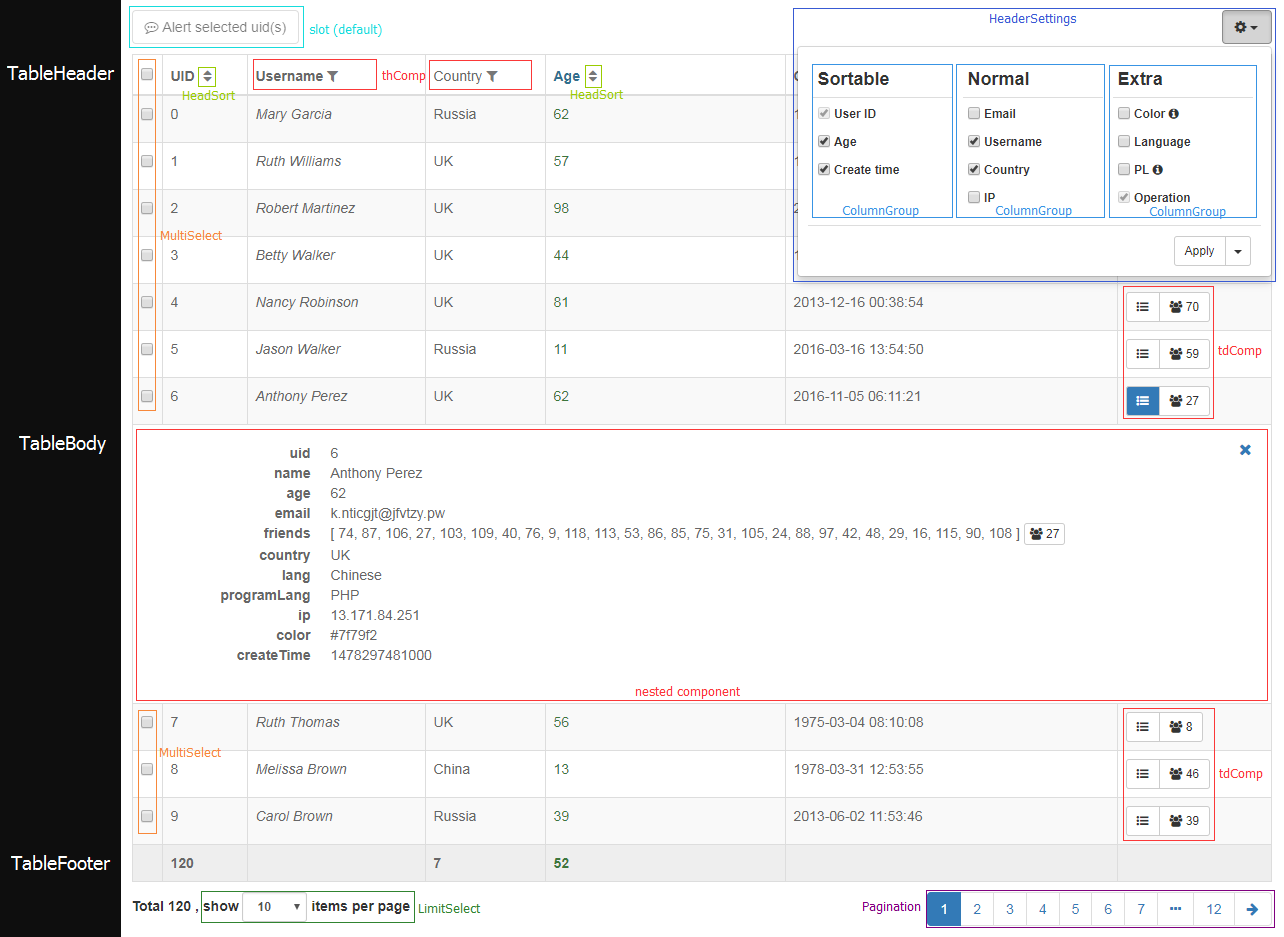 Alert selected uid(s)
slot (default)
HeaderSettings
TableHeader
UID
HeadSort
Username
thComp
Country
Age
HeadSort
Sortable
User ID
Age
Create time
ColumnGroup
Normal
Email
Username
Country
IP
ColumnGroup
Extra
Color
Language
PL
Operation
ColumnGroup
Apply
0 Mary Garcia Russia 62
1 Ruth Williams UK 57
2 Robert Martinez UK 98
MultiSelect
3 Betty Walker UK 44
4 Nancy Robinson UK 81 2013-12-16 00:38:54 70
5 Jason Walker Russia 11 2016-03-16 13:54:50 59
tdComp
6 Anthony Perez UK 62 2016-11-05 06:11:21 27
TableBody
uid 6
name Anthony Perez
age 62
email k.nticgjt@jfvtzy.pw
friends [ 74, 87, 106, 27, 103, 109, 40, 76, 9, 118, 113, 53, 86, 85, 75, 31, 105, 24, 88, 97, 42, 48, 29, 16, 115, 90, 108 ] 27
country UK
lang Chinese
programLang PHP
ip 13.171.84.251
color #7f79f2
createTime 1478297481000
nested component
7 Ruth Thomas UK 56 1975-03-04 08:10:08 8
MultiSelect
8 Melissa Brown China 13 1978-03-31 12:53:55 46
tdComp
9 Carol Brown Russia 39 2013-06-02 11:53:46 39
TableFooter
120 7 52
Total 120 , show 10 items per page
LimitSelect
Pagination
1 2 3 4 5 6 7 ··· 12